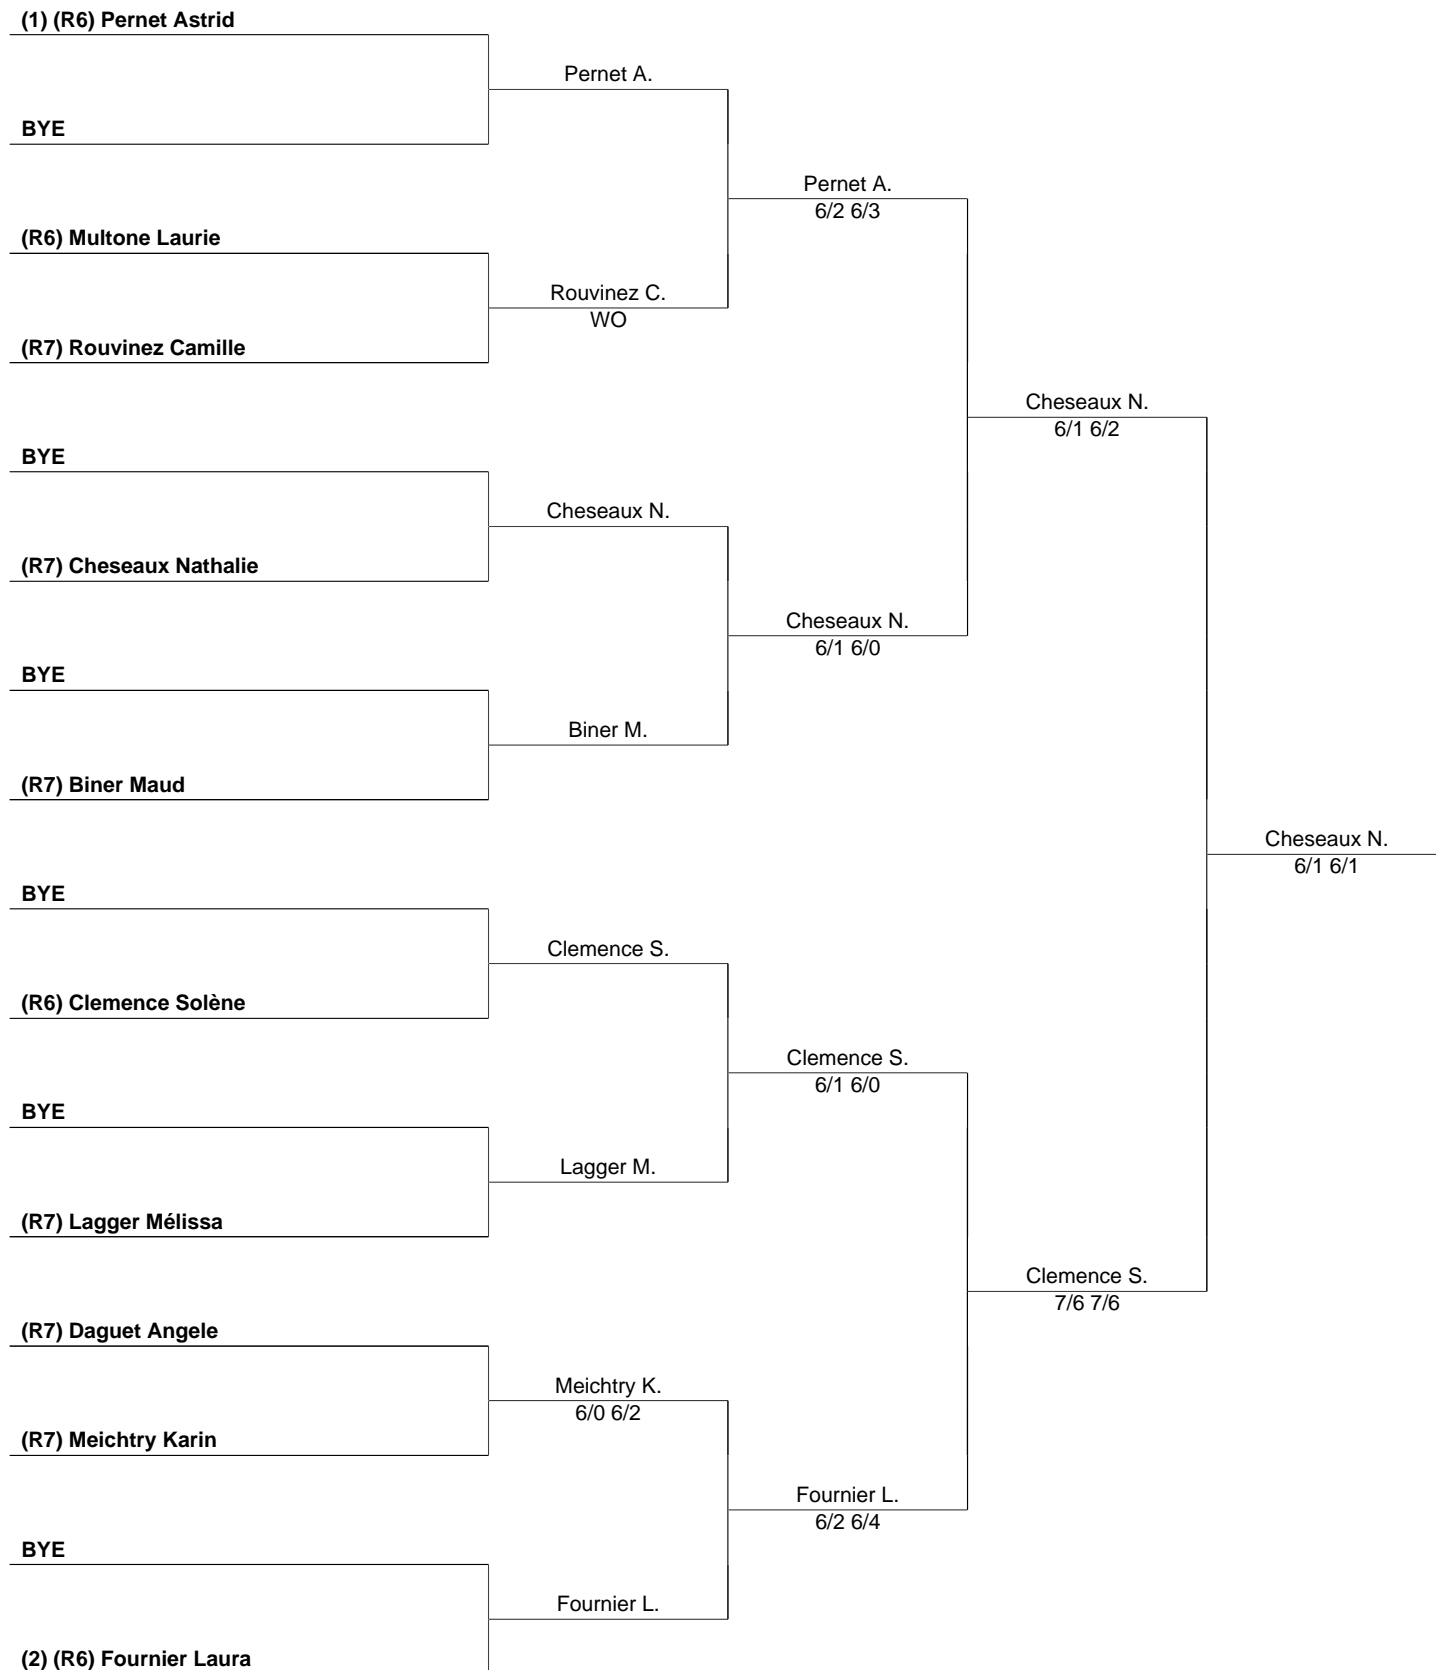 (1) (R6) Pernet Astrid
Pernet A.
BYE
Pernet A.
6/2 6/3
(R6) Multone Laurie
Rouvinez C.
WO
(R7) Rouvinez Camille
Cheseaux N.
6/1 6/2
BYE
Cheseaux N.
(R7) Cheseaux Nathalie
Cheseaux N.
6/1 6/0
BYE
Biner M.
(R7) Biner Maud
Cheseaux N.
6/1 6/1
BYE
Clemence S.
(R6) Clemence Solène
Clemence S.
6/1 6/0
BYE
Lagger M.
(R7) Lagger Mélissa
Clemence S.
7/6 7/6
(R7) Daguet Angele
Meichtry K.
6/0 6/2
(R7) Meichtry Karin
Fournier L.
6/2 6/4
BYE
Fournier L.
(2) (R6) Fournier Laura